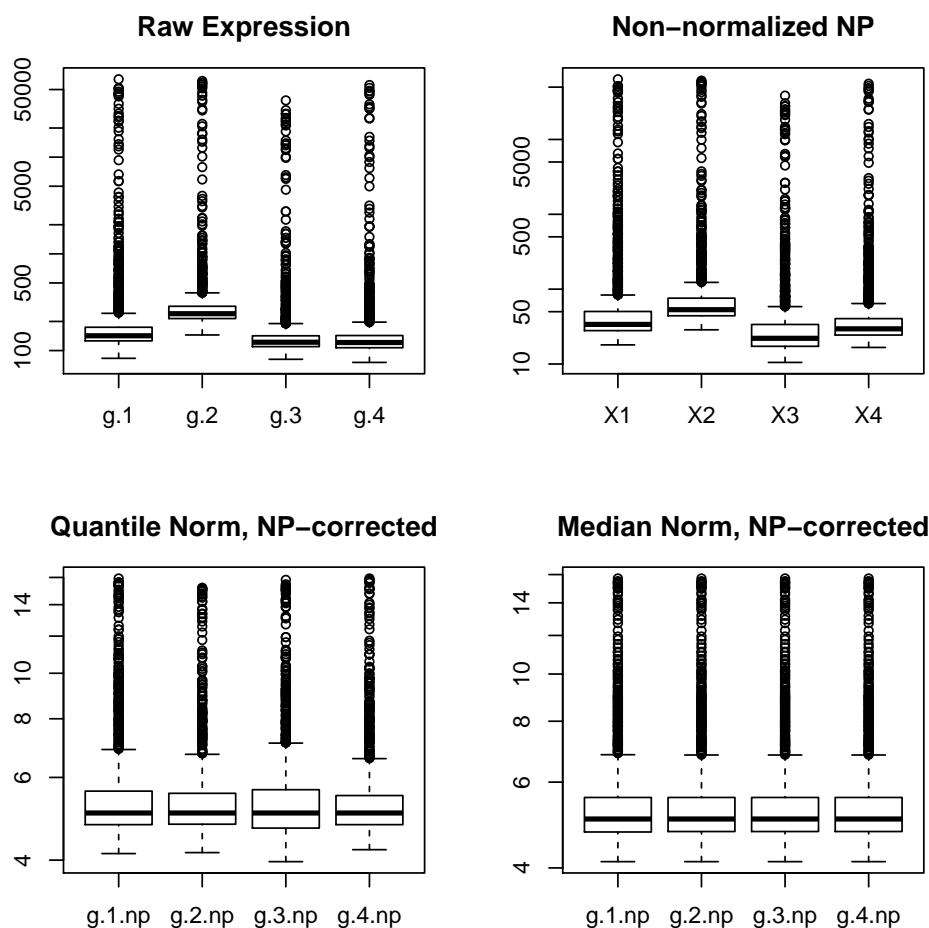 Raw Expression
50000
5000
500
100
g.1 g.2 g.3 g.4
Non−normalized NP
5000
500
50
10
X1 X2 X3 X4
Quantile Norm, NP−corrected
14
10
8
6
4
g.1.np g.2.np g.3.np g.4.np
Median Norm, NP−corrected
14
10
8
6
4
g.1.np g.2.np g.3.np g.4.np